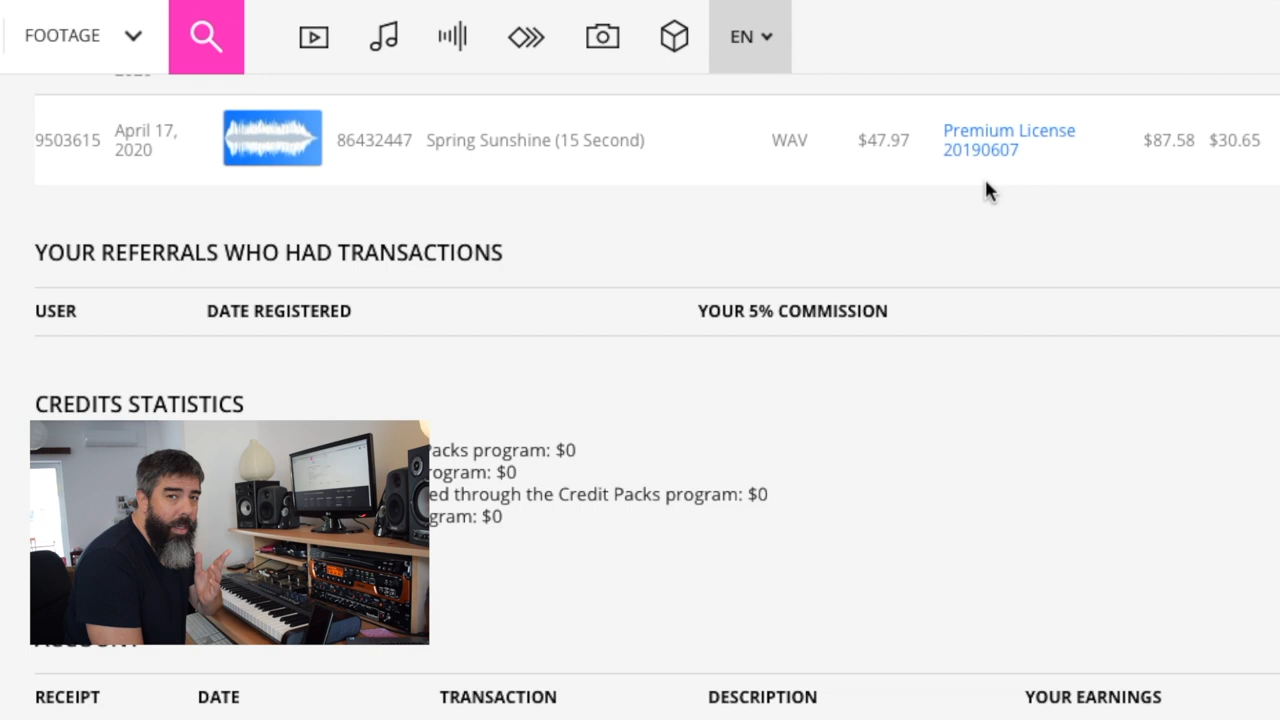 FOOTAGE
EN
9503615 April 17, 2020 86432447 Spring Sunshine (15 Second) WAV $47.97 Premium License 20190607 $87.58 $30.65
YOUR REFERRALS WHO HAD TRANSACTIONS
USER DATE REGISTERED YOUR 5% COMMISSION
CREDITS STATISTICS
Packs program: $0
rogram: $0
ed through the Credit Packs program: $0
gram: $0
RECEIPT DATE TRANSACTION DESCRIPTION YOUR EARNINGS